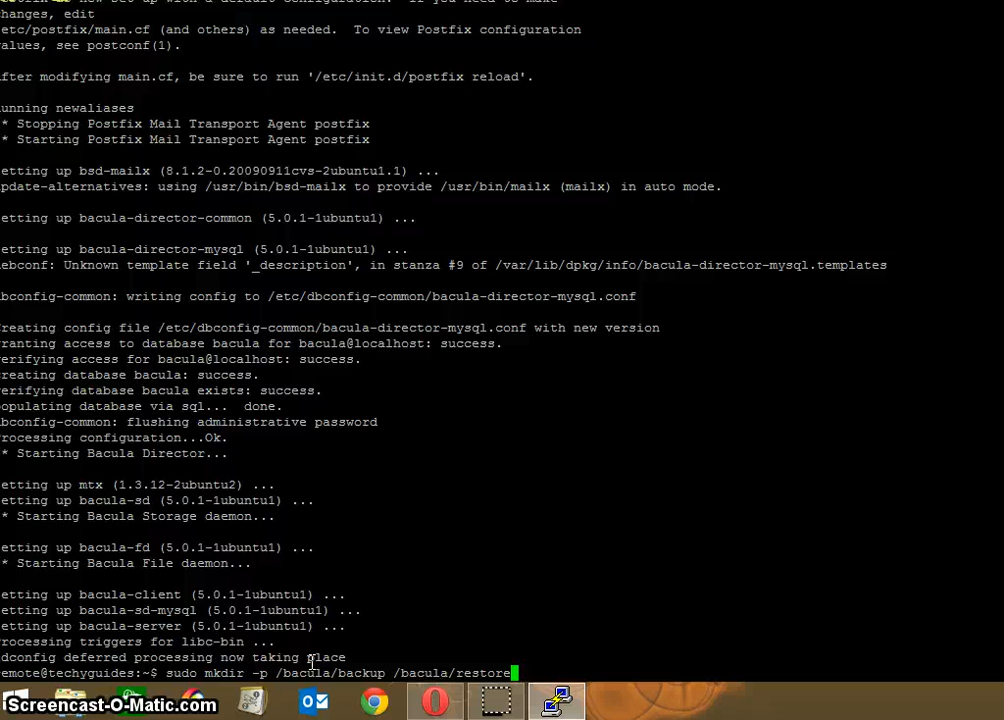 changes, edit
etc/postfix/main.cf (and others) as needed.  To view Postfix configuration
alues, see postconf(1).
fter modifying main.cf, be sure to run '/etc/init.d/postfix reload'.
unning newaliases
* Stopping Postfix Mail Transport Agent postfix
* Starting Postfix Mail Transport Agent postfix
etting up bsd-mailx (8.1.2-0.20090911cvs-2ubuntu1.1) ...
pdate-alternatives: using /usr/bin/bsd-mailx to provide /usr/bin/mailx (mailx) in auto mode.
etting up bacula-director-common (5.0.1-1ubuntu1) ...
etting up bacula-director-mysql (5.0.1-1ubuntu1) ...
ebconf: Unknown template field '_description', in stanza #9 of /var/lib/dpkg/info/bacula-director-mysql.templates
bconfig-common: writing config to /etc/dbconfig-common/bacula-director-mysql.conf
reating config file /etc/dbconfig-common/bacula-director-mysql.conf with new version
ranting access to database bacula for bacula@localhost: success.
erifying access for bacula@localhost: success.
reating database bacula: success.
erifying database bacula exists: success.
opulating database via sql...  done.
bconfig-common: flushing administrative password
rocessing configuration...Ok.
* Starting Bacula Director...
etting up mtx (1.3.12-2ubuntu2) ...
etting up bacula-sd (5.0.1-1ubuntu1) ...
* Starting Bacula Storage daemon...
etting up bacula-fd (5.0.1-1ubuntu1) ...
* Starting Bacula File daemon...
etting up bacula-client (5.0.1-1ubuntu1) ...
etting up bacula-sd-mysql (5.0.1-1ubuntu1) ...
etting up bacula-server (5.0.1-1ubuntu1) ...
rocessing triggers for libc-bin ...
dconfig deferred processing now taking place
emote@techyguides:~$ sudo mkdir -p /bacula/backup /bacula/restore
Screencast-O-Matic.com